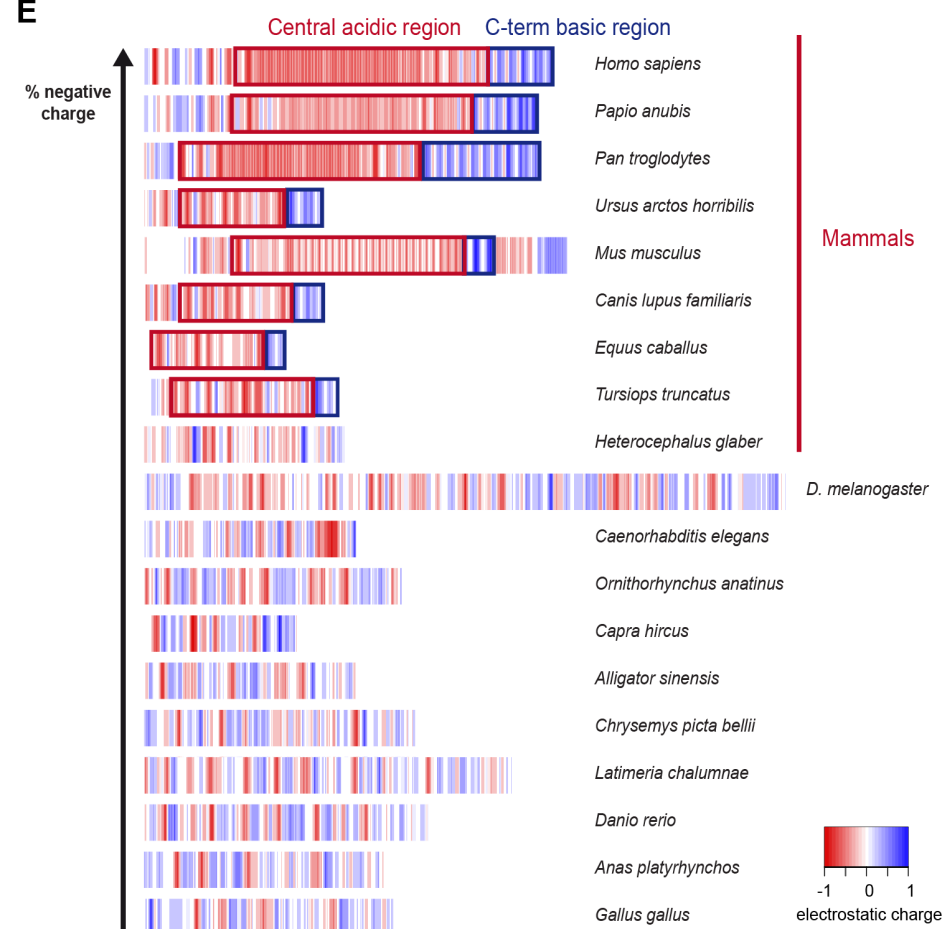 E
Central acidic region
C-term basic region
% negative
charge
Homo sapiens
Papio anubis
Pan troglodytes
Ursus arctos horribilis
Mus musculus
Mammals
Canis lupus familiaris
Equus caballus
Tursiops truncatus
Heterocephalus glaber
D. melanogaster
Caenorhabditis elegans
Ornithorhynchus anatinus
Capra hircus
Alligator sinensis
Chrysemys picta bellii
Latimeria chalumnae
Danio rerio
Anas platyrhynchos
Gallus gallus
-1 0 1
electrostatic charge